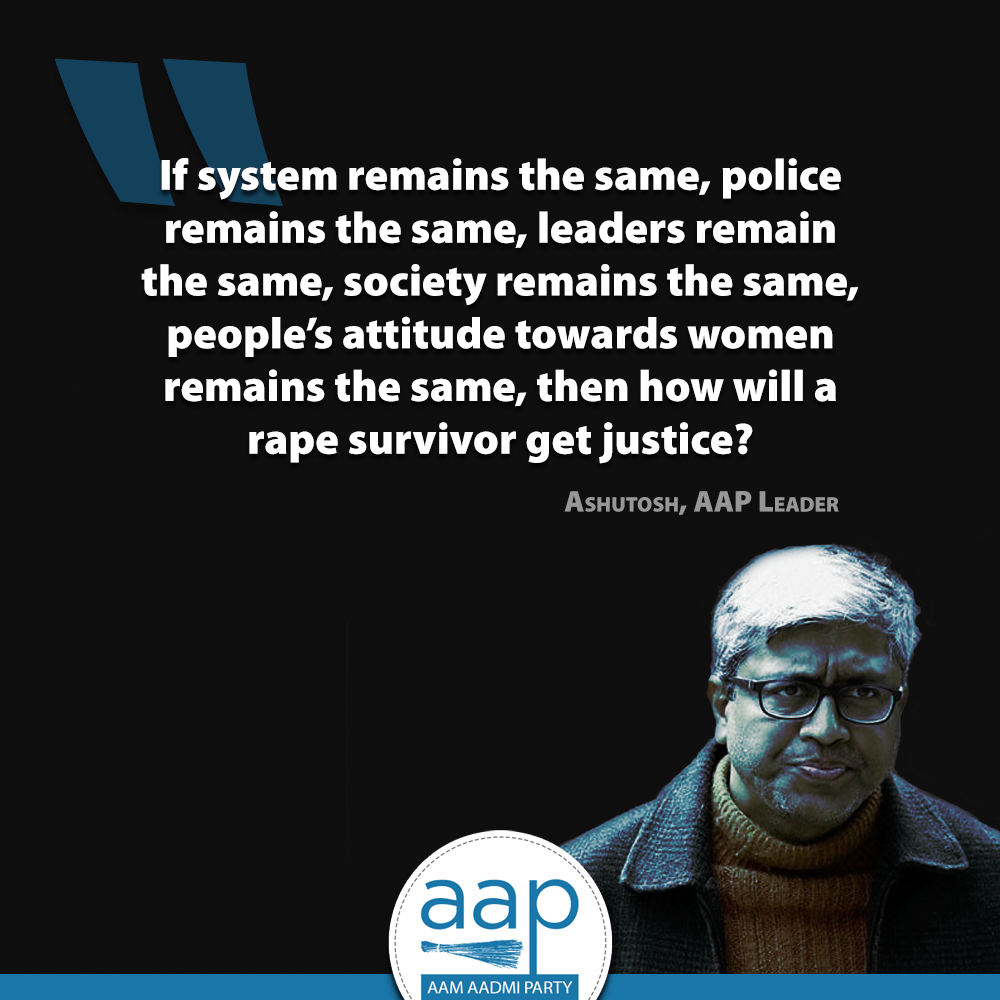 If system remains the same, police
remains the same, leaders remain
the same, society remains the same,
people’s attitude towards women
remains the same, then how will a
rape survivor get justice?
Ashutosh, AAP Leader
aap
AAM AADMI PARTY